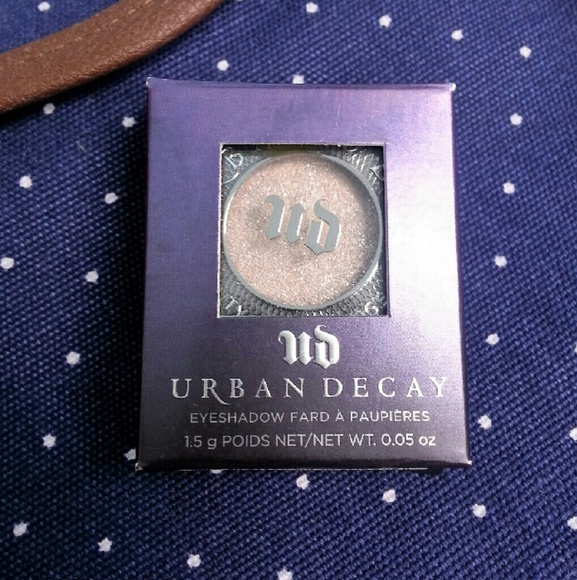 ud
ud
URBAN DECAY
EYESHADOW FARD À PAUPIÈRES
1.5 g POIDS NET/NET WT. 0.05 oz